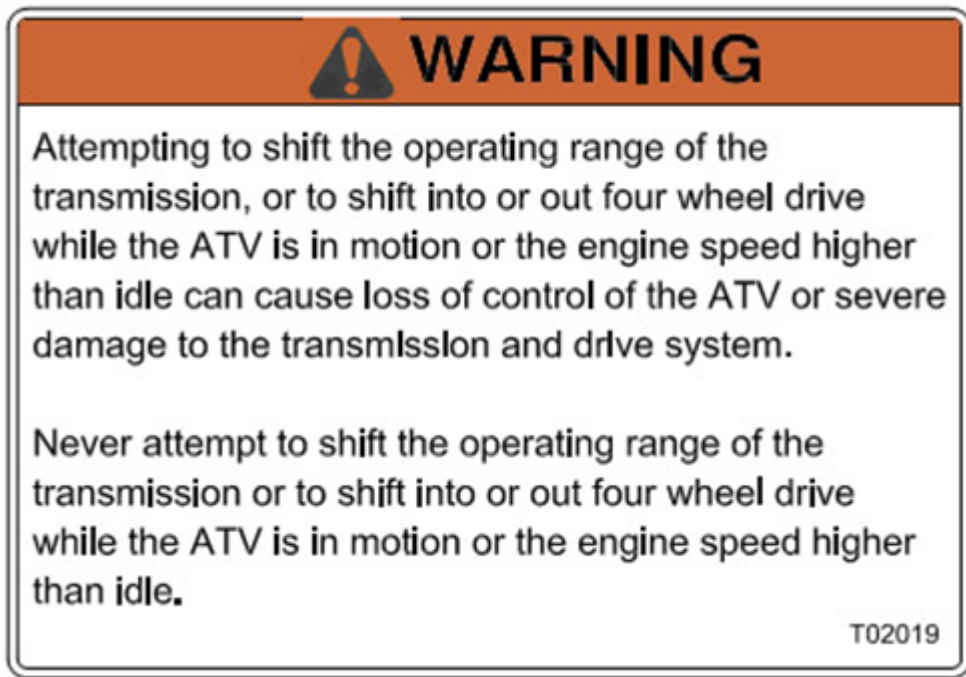 WARNING
Attempting to shift the operating range of the
transmission, or to shift into or out four wheel drive
while the ATV is in motion or the engine speed higher
than idle can cause loss of control of the ATV or severe
damage to the transmission and drive system.
Never attempt to shift the operating range of the
transmission or to shift into or out four wheel drive
while the ATV is in motion or the engine speed higher
than idle.
T02019